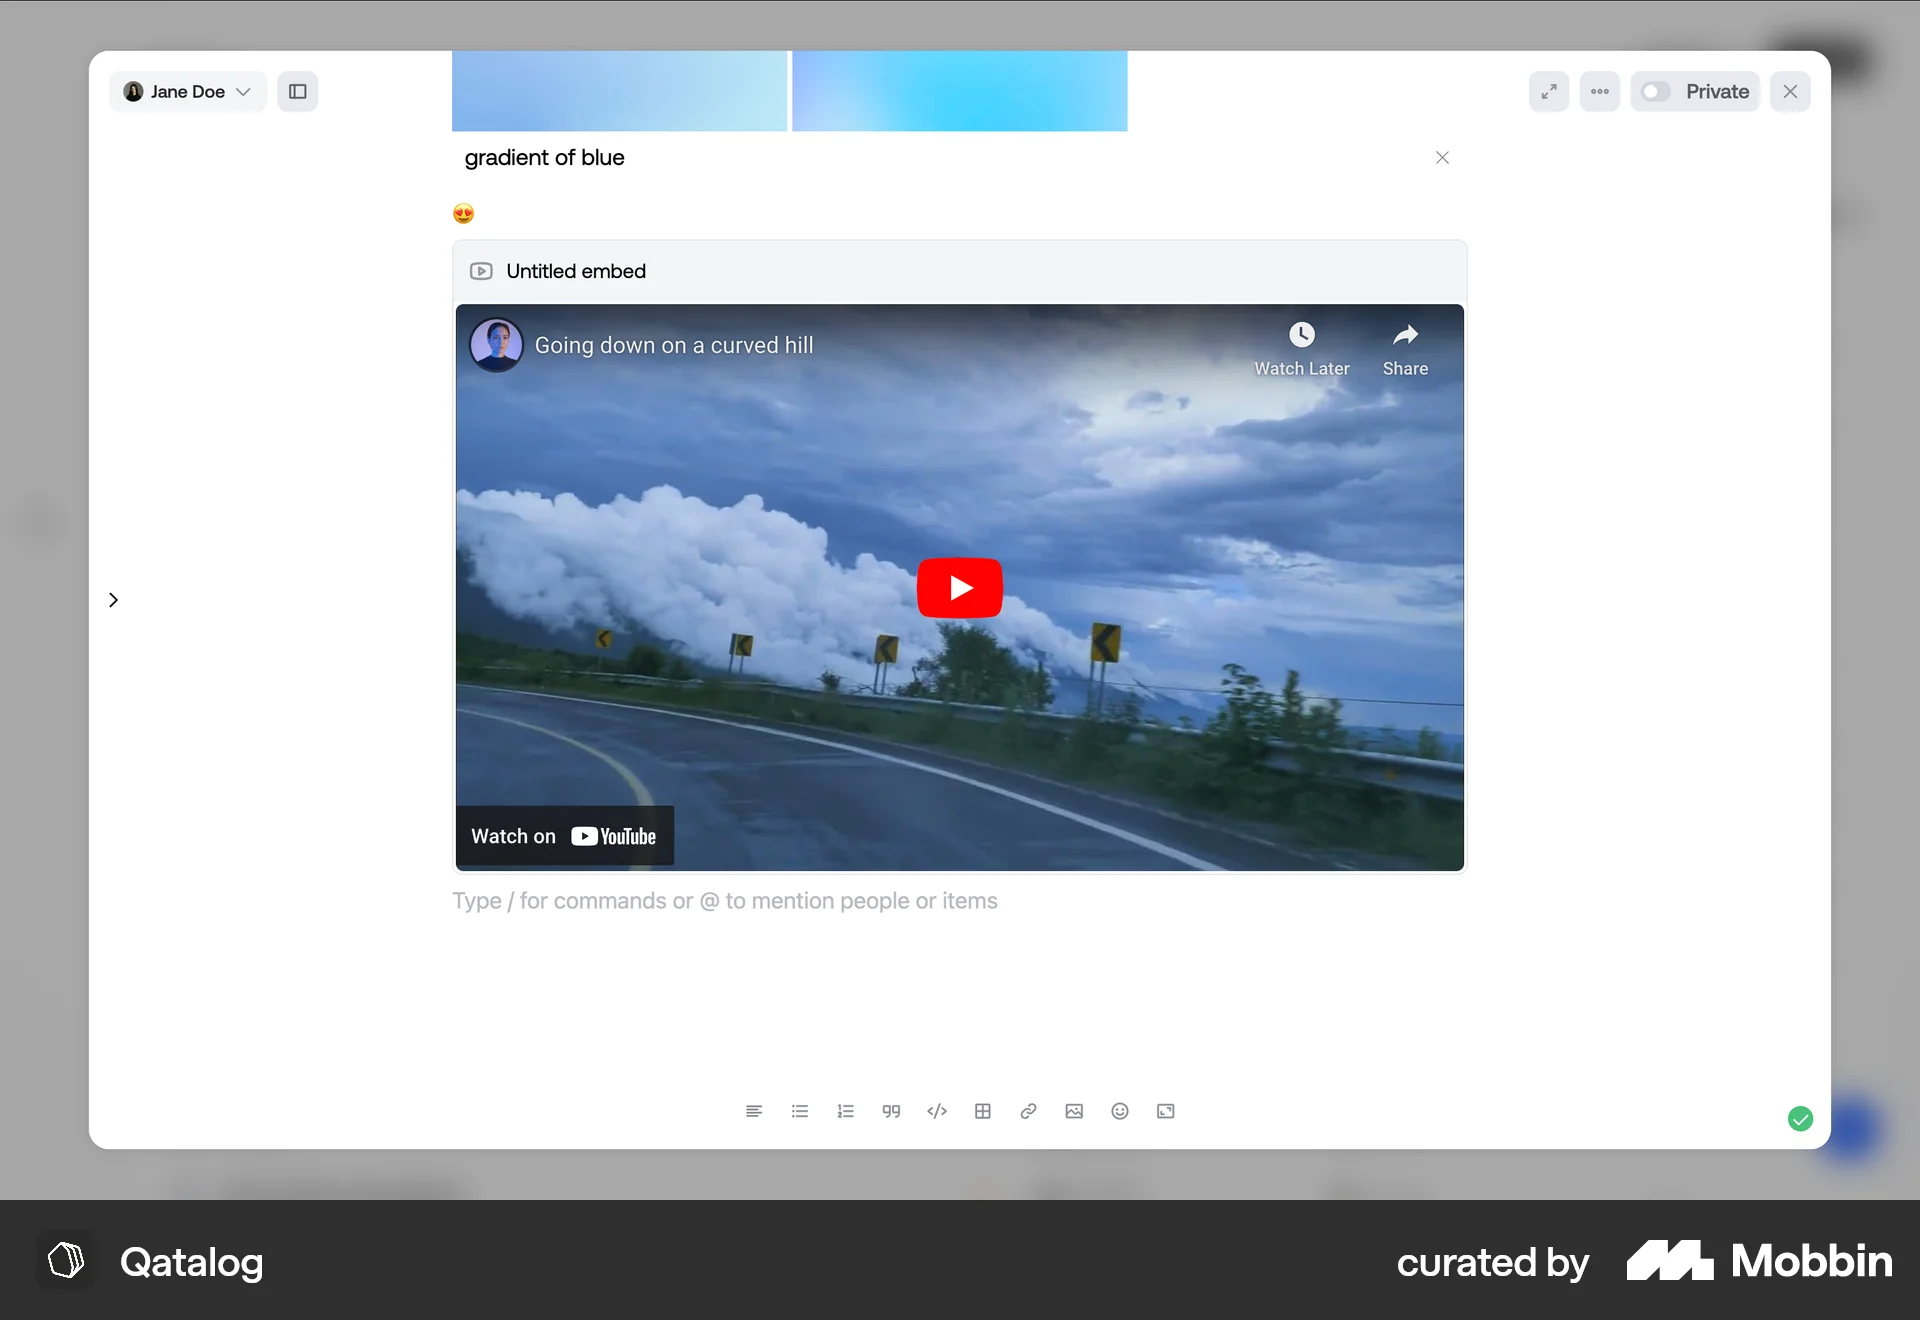 Jane Doe
Private
gradient of blue
😍
Untitled embed
Going down on a curved hill
Watch Later
Share
Watch on YouTube
Type / for commands or @ to mention people or items
Qatalog
curated by Mobbin